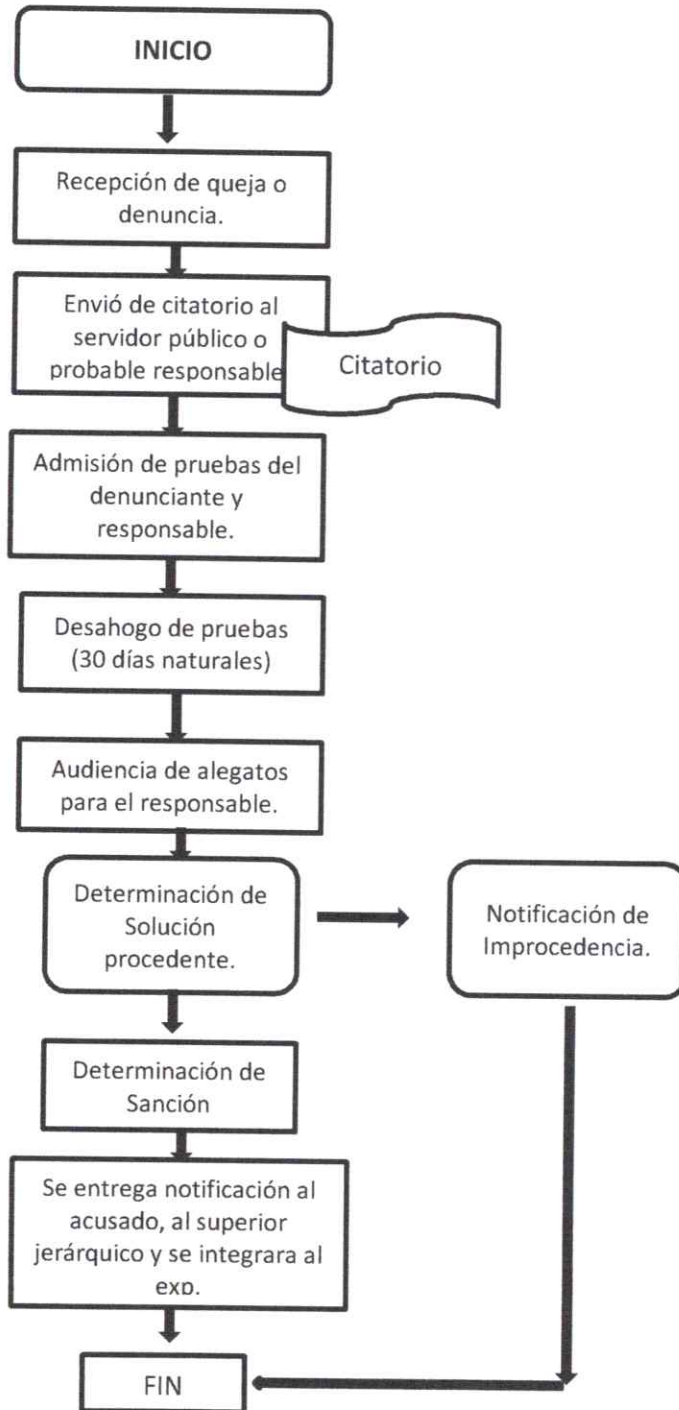 INICIO
Recepción de queja o
denuncia.
Envió de citatorio al
servidor público o
probable responsable
Citatorio
Admisión de pruebas del
denunciante y
responsable.
Desahogo de pruebas
(30 días naturales)
Audiencia de alegatos
para el responsable.
Determinación de
Solución
procedente.
Notificación de
Improcedencia.
Determinación de
Sanción
Se entrega notificación al
acusado, al superior
jerárquico y se integrara al
exp.
FIN